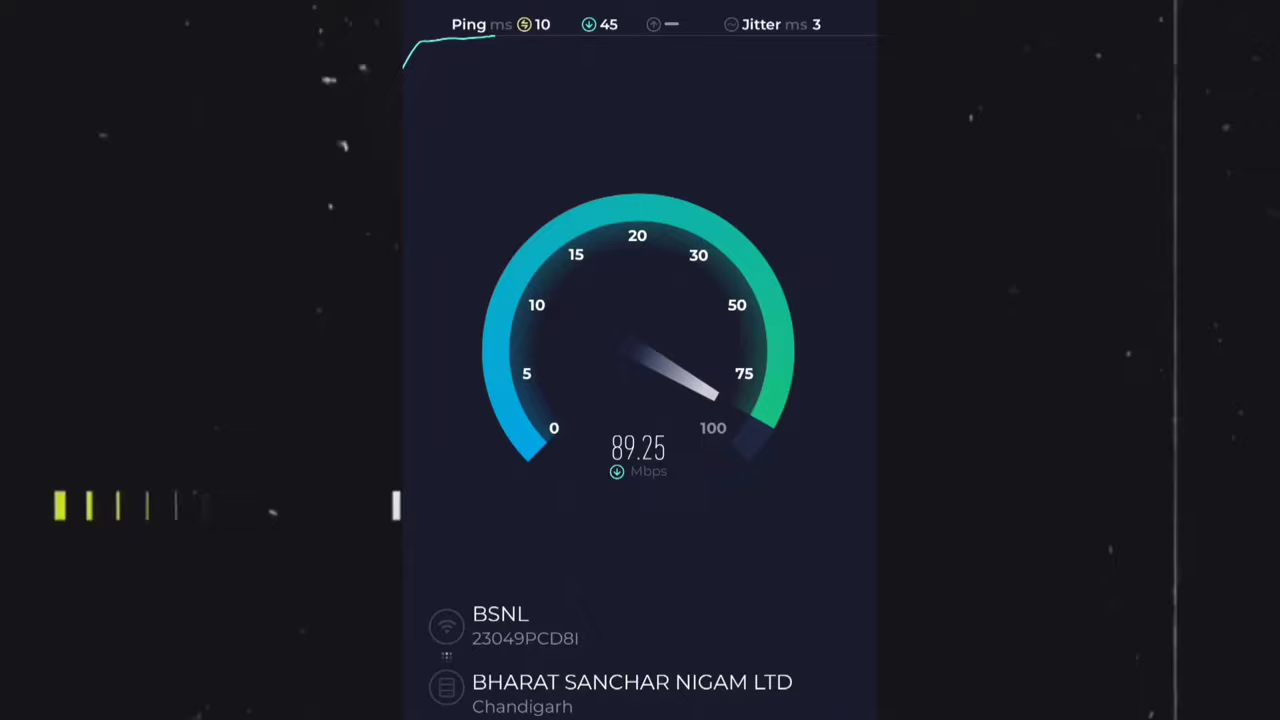 Ping ms 10 45 — Jitter ms 3
20
15 30
10 50
5 75
0 100
89.25
Mbps
BSNL
23049PCD8I
BHARAT SANCHAR NIGAM LTD
Chandigarh